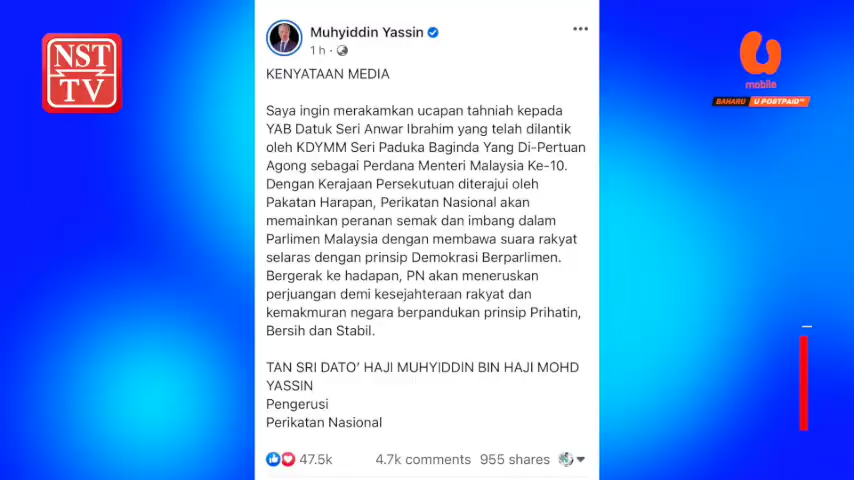 NST
TV
Muhyiddin Yassin
1 h ·
KENYATAAN MEDIA
Saya ingin merakamkan ucapan tahniah kepada
YAB Datuk Seri Anwar Ibrahim yang telah dilantik
oleh KDYMM Seri Paduka Baginda Yang Di-Pertuan
Agong sebagai Perdana Menteri Malaysia Ke-10.
Dengan Kerajaan Persekutuan diterajui oleh
Pakatan Harapan, Perikatan Nasional akan
memainkan peranan semak dan imbang dalam
Parlimen Malaysia dengan membawa suara rakyat
selaras dengan prinsip Demokrasi Berparlimen.
Bergerak ke hadapan, PN akan meneruskan
perjuangan demi kesejahteraan rakyat dan
kemakmuran negara berpandukan prinsip Prihatin,
Bersih dan Stabil.
TAN SRI DATO’ HAJI MUHYIDDIN BIN HAJI MOHD
YASSIN
Pengerusi
Perikatan Nasional
47.5k 4.7k comments 955 shares
mobile
BAHARU U POSTPAID